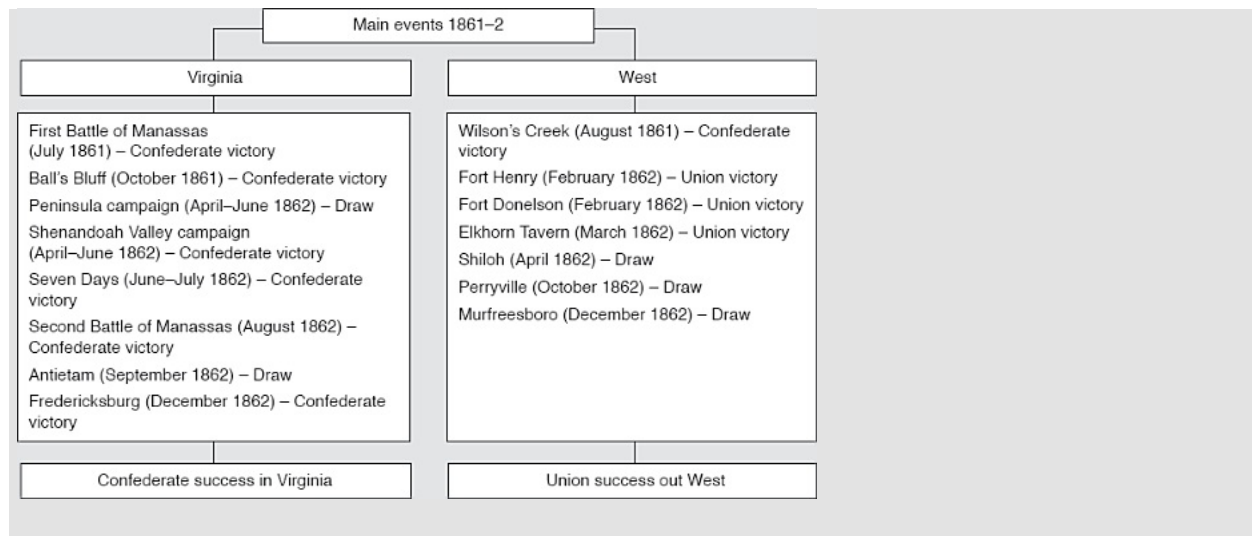 Main events 1861–2
Virginia
First Battle of Manassas
(July 1861) – Confederate victory
Ball's Bluff (October 1861) – Confederate victory
Peninsula campaign (April–June 1862) – Draw
Shenandoah Valley campaign
(April–June 1862) – Confederate victory
Seven Days (June–July 1862) – Confederate
victory
Second Battle of Manassas (August 1862) –
Confederate victory
Antietam (September 1862) – Draw
Fredericksburg (December 1862) – Confederate
victory
Confederate success in Virginia
West
Wilson's Creek (August 1861) – Confederate
victory
Fort Henry (February 1862) – Union victory
Fort Donelson (February 1862) – Union victory
Elkhorn Tavern (March 1862) – Union victory
Shiloh (April 1862) – Draw
Perryville (October 1862) – Draw
Murfreesboro (December 1862) – Draw
Union success out West